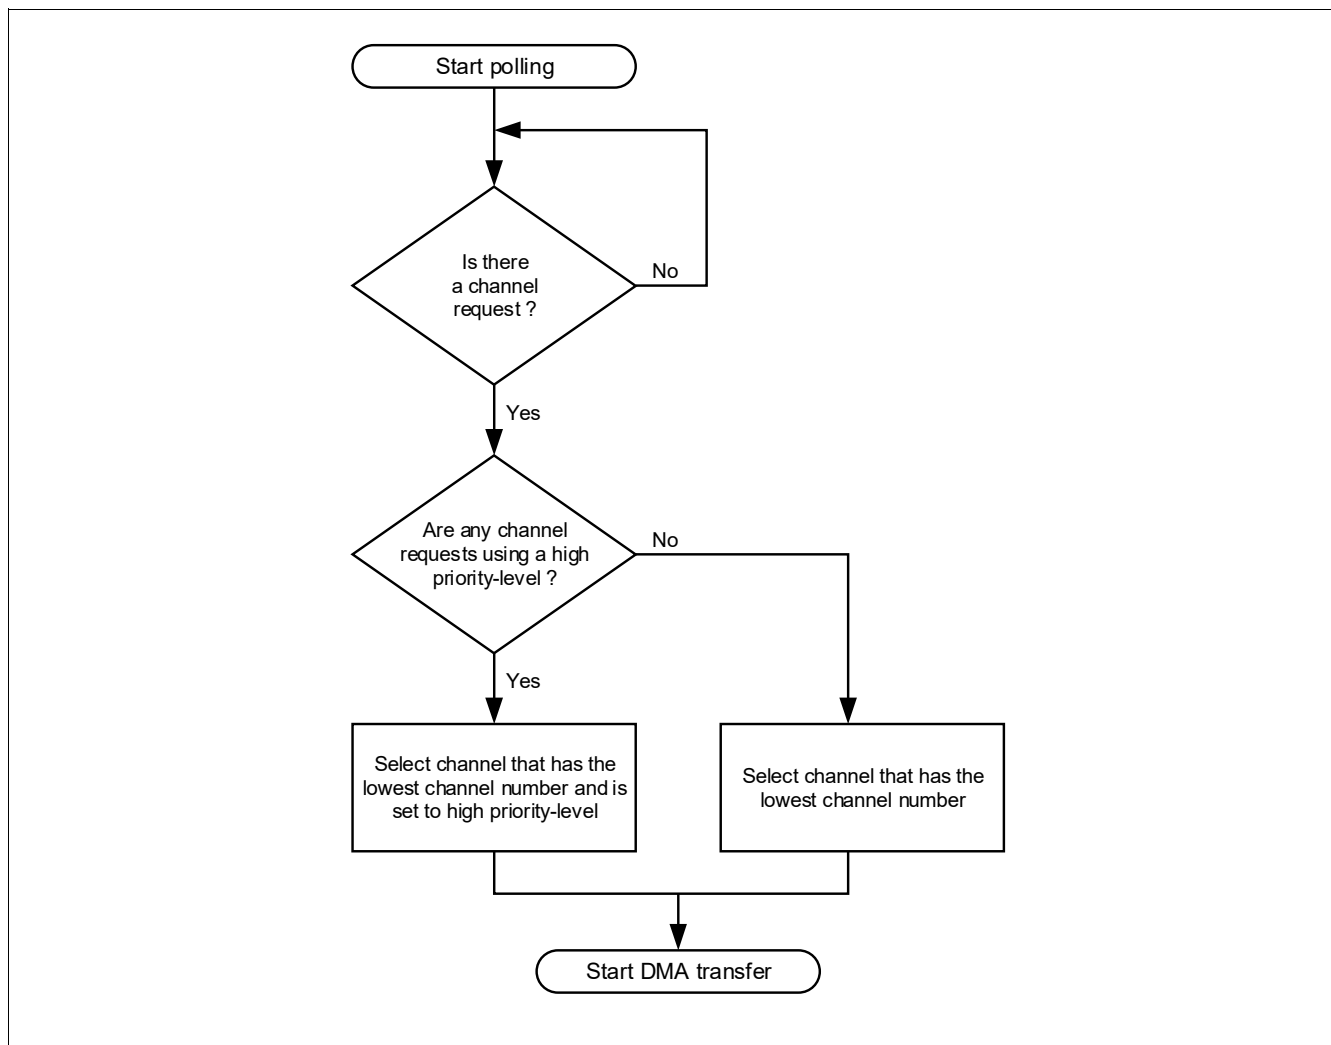 Start polling
Is there
a channel
request ?
No
Yes
Are any channel
requests using a high
priority-level ?
No
Yes
Select channel that has the
lowest channel number and is
set to high priority-level
Select channel that has the
lowest channel number
Start DMA transfer